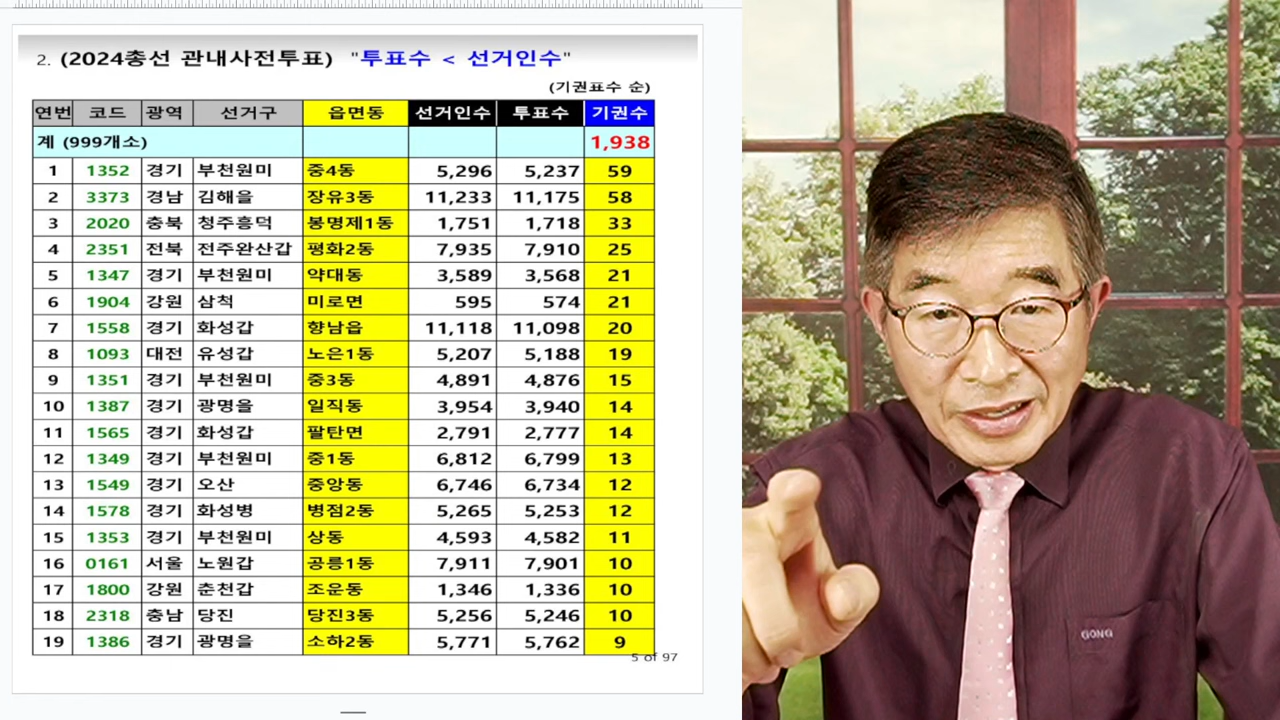 2. (2024총선 관내사전투표) "투표수 < 선거인수"
(기권표수 순)
연번 코드 광역 선거구 읍면동 선거인수 투표수 기권수
계 (999개소) 1,938
1 1352 경기 부천원미 중4동 5,296 5,237 59
2 3373 경남 김해을 장유3동 11,233 11,175 58
3 2020 충북 청주흥덕 봉명제1동 1,751 1,718 33
4 2351 전북 전주완산갑 평화2동 7,935 7,910 25
5 1347 경기 부천원미 약대동 3,589 3,568 21
6 1904 강원 삼척 미로면 595 574 21
7 1558 경기 화성갑 향남읍 11,118 11,098 20
8 1093 대전 유성갑 노은1동 5,207 5,188 19
9 1351 경기 부천원미 중3동 4,891 4,876 15
10 1387 경기 광명을 일직동 3,954 3,940 14
11 1565 경기 화성갑 팔탄면 2,791 2,777 14
12 1349 경기 부천원미 중1동 6,812 6,799 13
13 1549 경기 오산 중앙동 6,746 6,734 12
14 1578 경기 화성병 병점2동 5,265 5,253 12
15 1353 경기 부천원미 상동 4,593 4,582 11
16 0161 서울 노원갑 공릉1동 7,911 7,901 10
17 1800 강원 춘천갑 조운동 1,346 1,336 10
18 2318 충남 당진 당진3동 5,256 5,246 10
19 1386 경기 광명을 소하2동 5,771 5,762 9
5 of 97
GONG